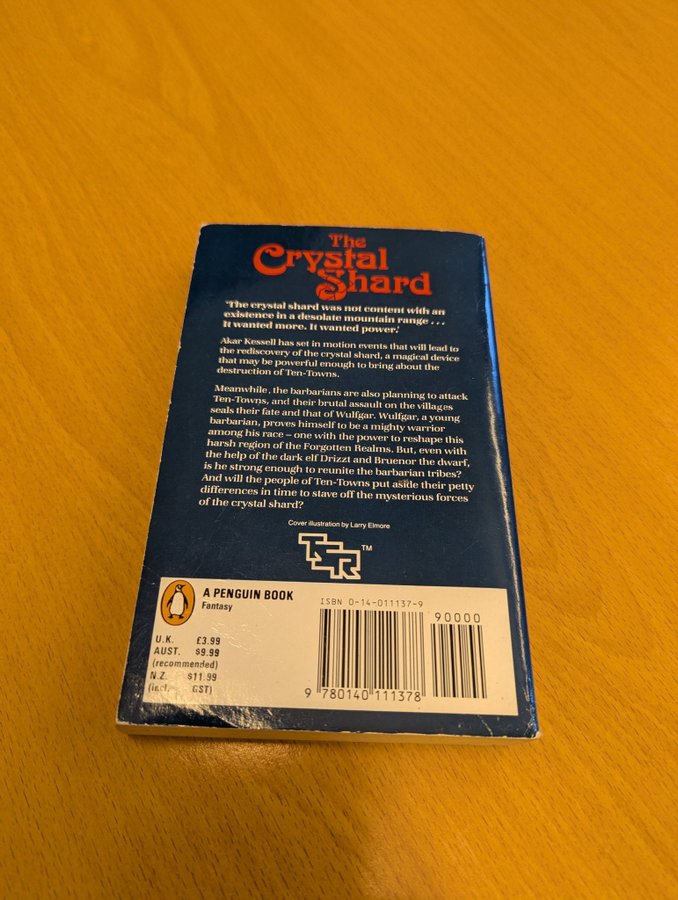 The
Crystal
Shard
'The crystal shard was not content with an
existence in a desolate mountain range . . .
It wanted more. It wanted power.'
Akar Kessell has set in motion events that will lead to
the rediscovery of the crystal shard, a magical device
that may be powerful enough to bring about the
destruction of Ten-Towns.
Meanwhile, the barbarians are also planning to attack
Ten-Towns, and their brutal assault on the villages
seals their fate and that of Wulfgar. Wulfgar, a young
barbarian, proves himself to be a mighty warrior
among his race – one with the power to reshape this
harsh region of the Forgotten Realms. But, even with
the help of the dark elf Drizzt and Bruenor the dwarf,
is he strong enough to reunite the barbarian tribes?
And will the people of Ten-Towns put aside their petty
differences in time to stave off the mysterious forces
of the crystal shard?
Cover illustration by Larry Elmore
TSR™
A PENGUIN BOOK
Fantasy
U.K. £3.99
AUST. $9.99
(recommended)
N.Z. $11.99
(incl. GST)
ISBN 0-14-011137-9
90000
9 780140 111378